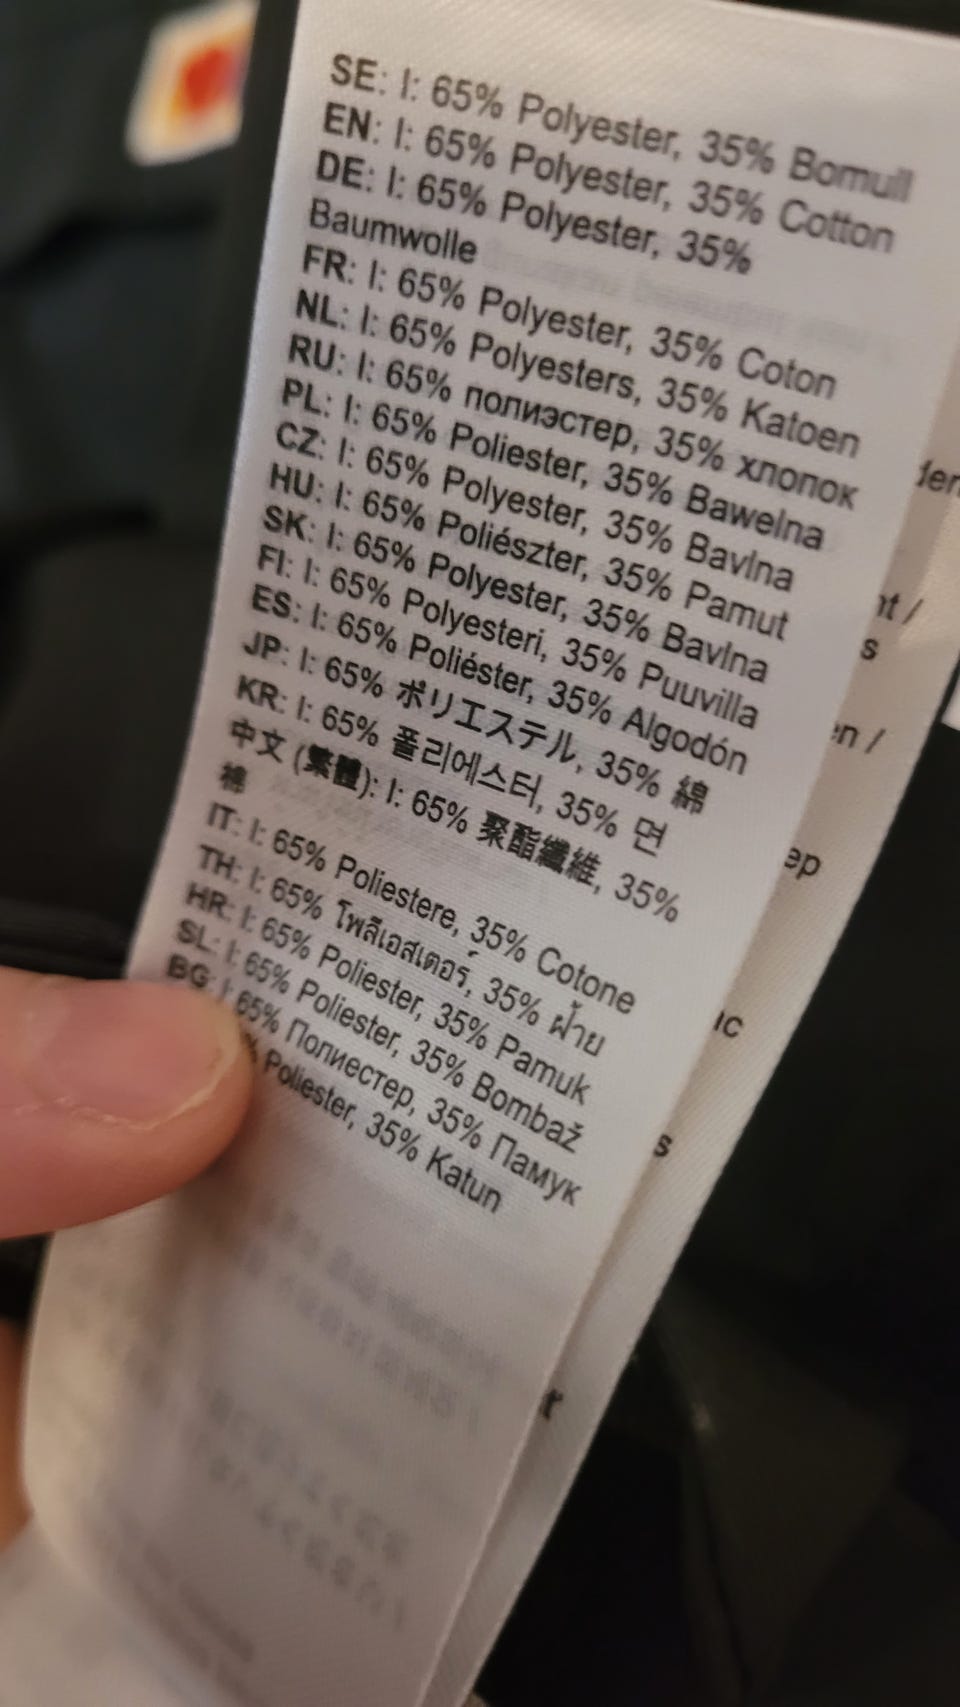 SE: I: 65% Polyester, 35% Bomull
EN: I: 65% Polyester, 35% Cotton
DE: I: 65% Polyester, 35%
Baumwolle
FR: I: 65% Polyester, 35% Coton
NL: I: 65% Polyesters, 35% Katoen
RU: I: 65% полиэстер, 35% хлопок
PL: I: 65% Poliester, 35% Bawelna
CZ: I: 65% Polyester, 35% Bavlna
HU: I: 65% Poliészter, 35% Pamut
SK: I: 65% Polyester, 35% Bavlna
FI: I: 65% Polyesteri, 35% Puuvilla
ES: I: 65% Poliéster, 35% Algodón
JP: I: 65% ポリエステル, 35% 綿
KR: I: 65% 폴리에스터, 35% 면
中文 (繁體): I: 65% 聚酯纖維, 35%
棉
IT: I: 65% Poliestere, 35% Cotone
TH: I: 65% โพลีเอสเตอร์, 35% ฝ้าย
HR: I: 65% Poliester, 35% Pamuk
SL: I: 65% Poliester, 35% Bombaž
BG: I: 65% Полиестер, 35% Памук
% Poliester, 35% Katun